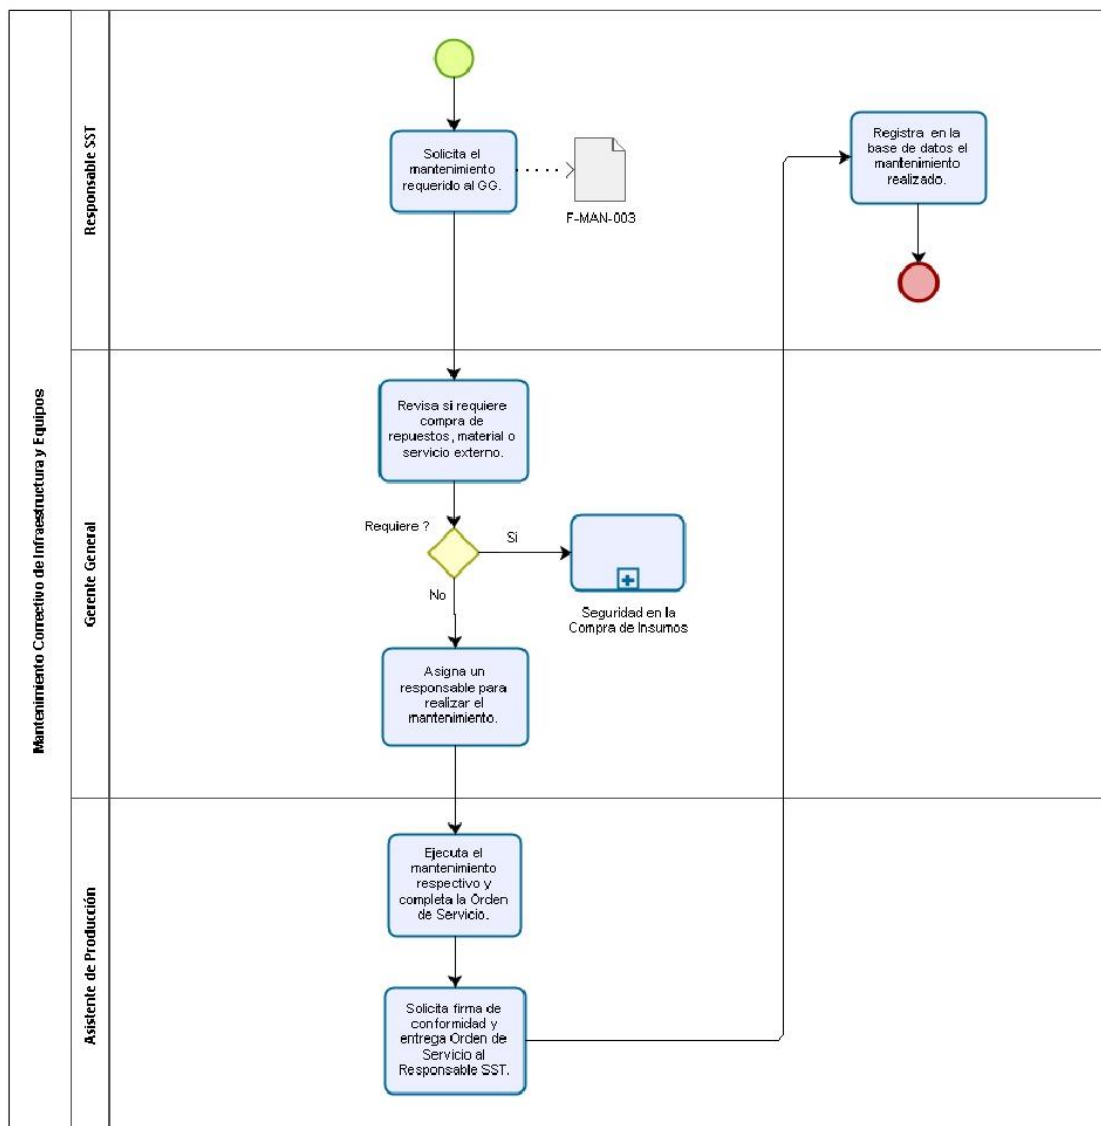 Mantenimiento Correctivo de Infraestructura y Equipos
Responsable SST
Solicita el
mantenimiento
requerido al GG.
F-MAN-003
Registra en la
base de datos el
mantenimiento
realizado.
Gerente General
Revisa si requiere
compra de
repuestos, material o
servicio externo.
Requiere ?
Si
No
Seguridad en la
Compra de Insumos
Asigna un
responsable para
realizar el
mantenimiento.
Asistente de Producción
Ejecuta el
mantenimiento
respectivo y
completa la Orden
de Servicio.
Solicita firma de
conformidad y
entrega Orden de
Servicio al
Responsable SST.